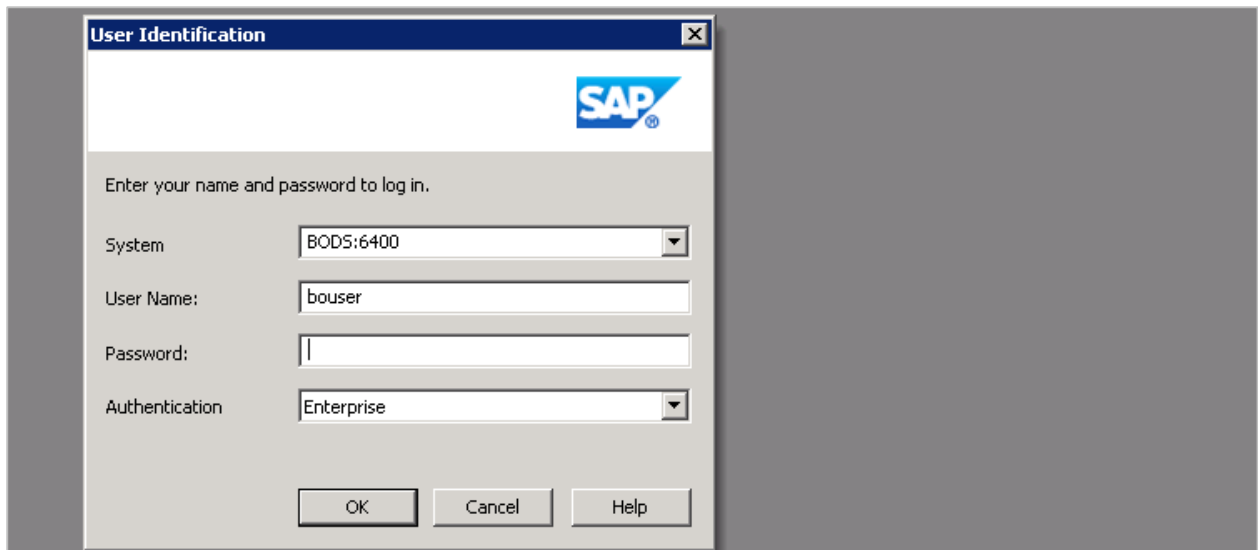 User Identification
SAP®
Enter your name and password to log in.
System
BODS:6400
User Name:
bouser
Password:
Authentication
Enterprise
OK
Cancel
Help